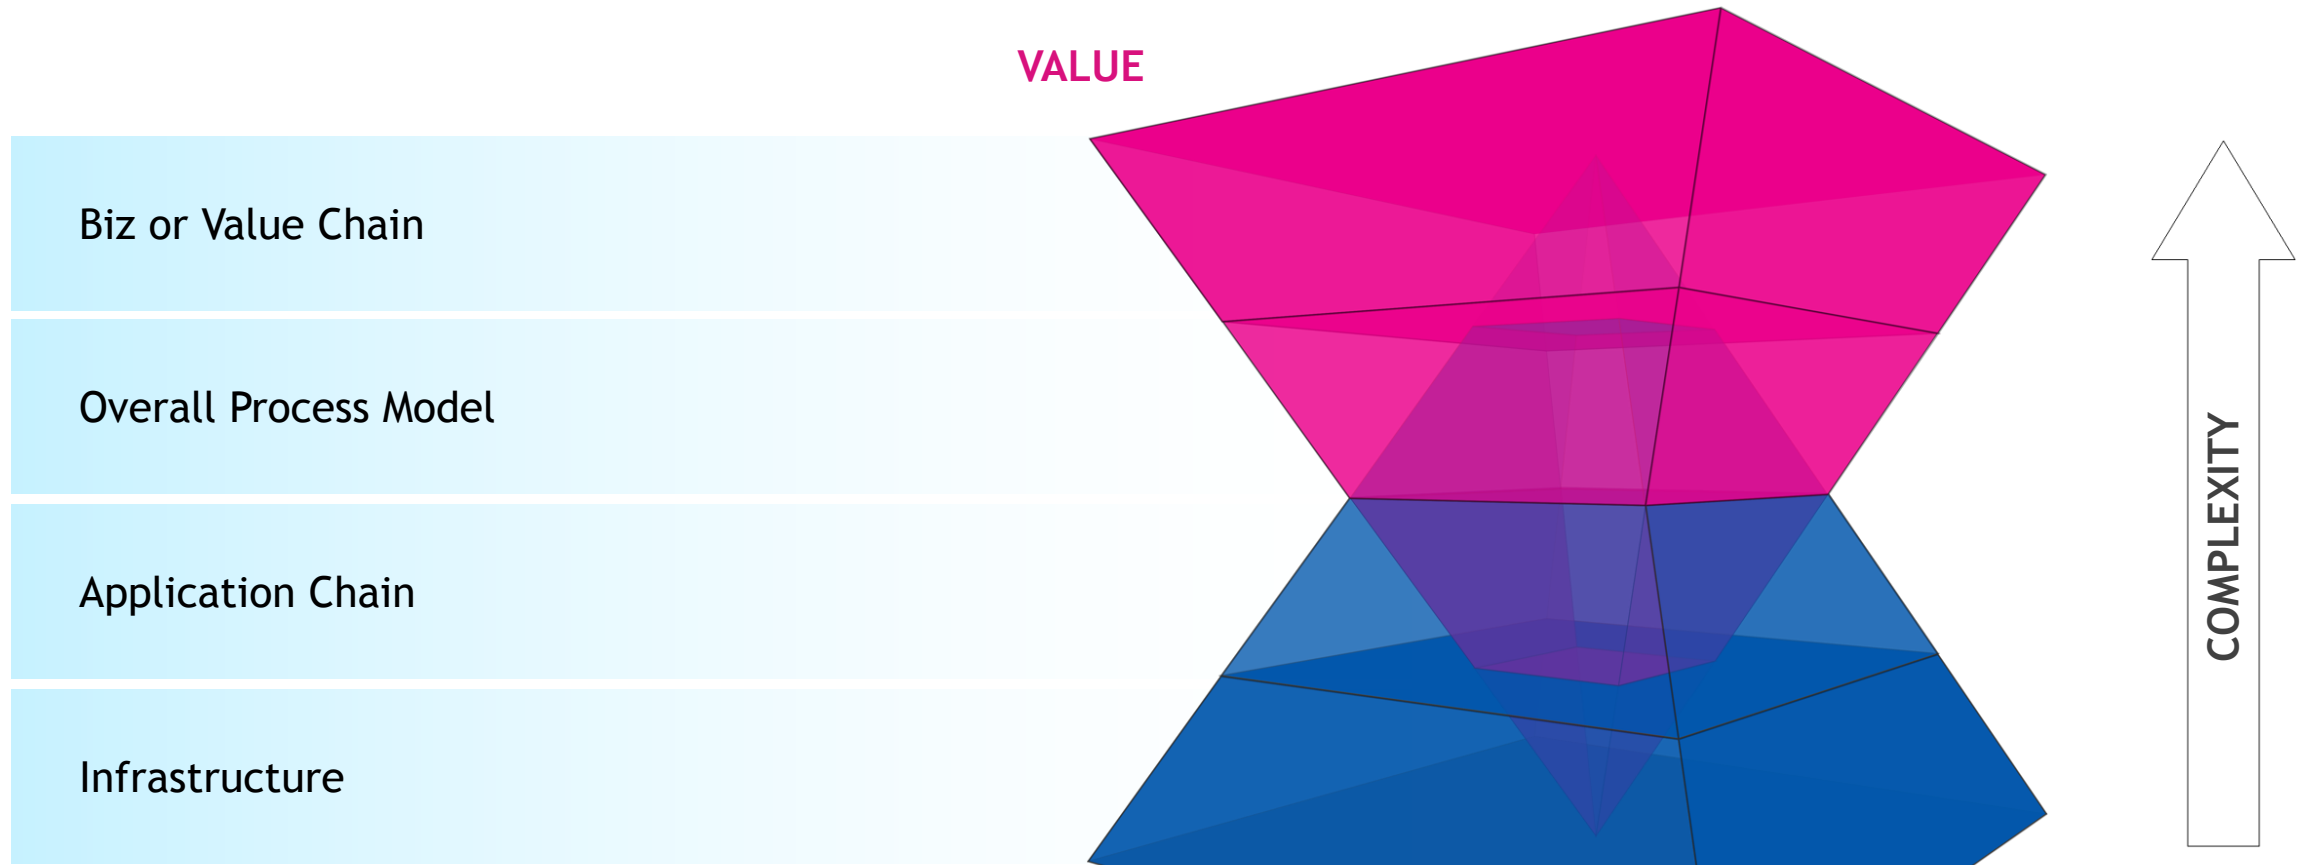 VALUE
Biz or Value Chain
Overall Process Model
Application Chain
Infrastructure
COMPLEXITY